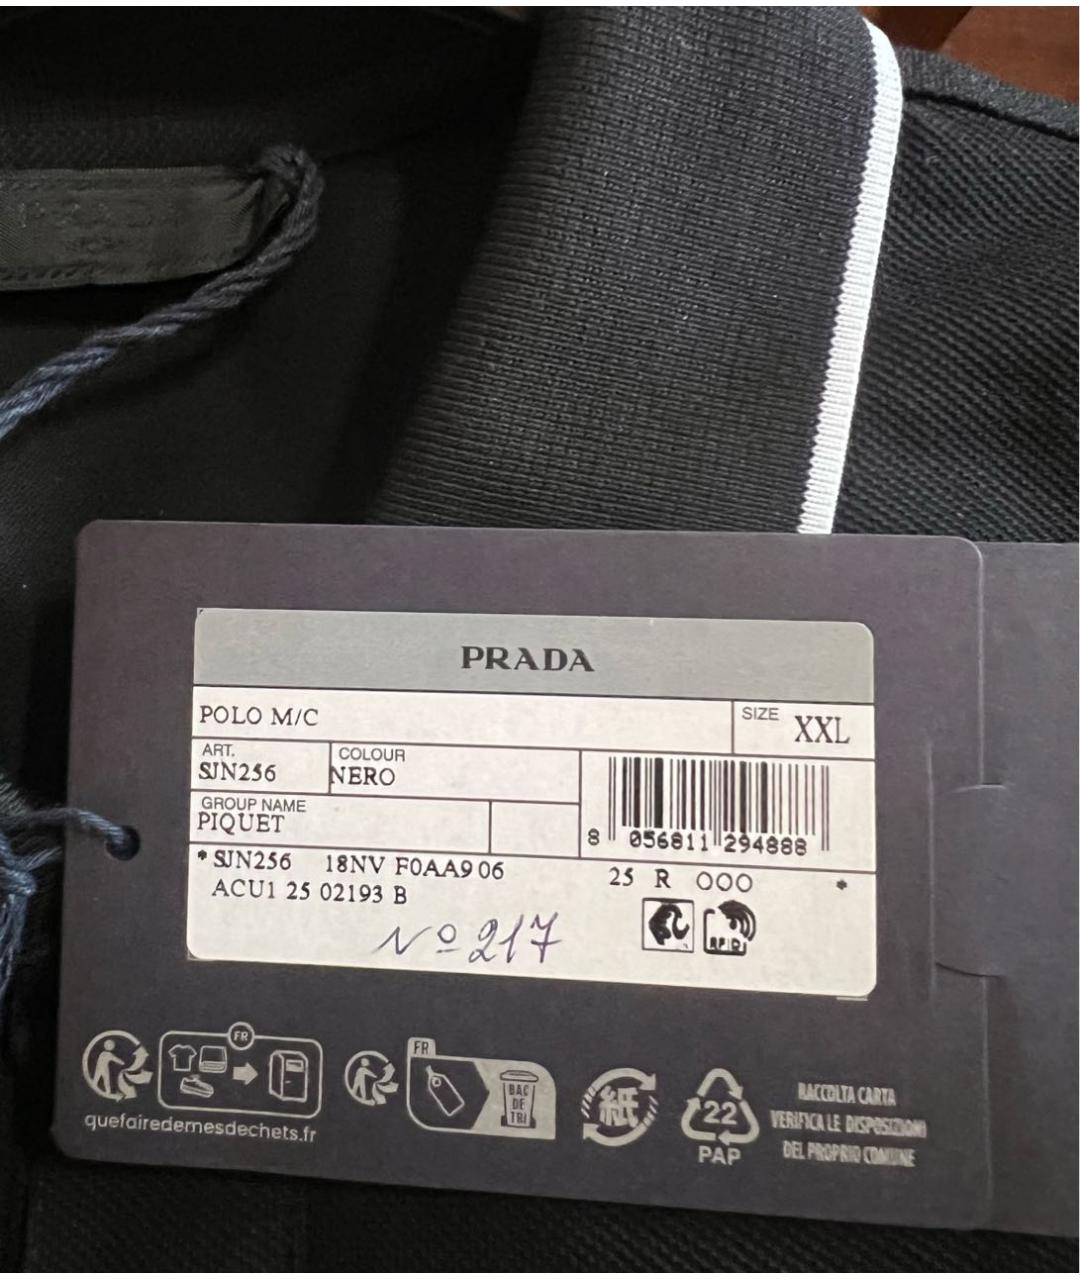 PRADA
POLO M/C
SIZE XXL
ART.
SJN256
COLOUR
NERO
GROUP NAME
PIQUET
8 056811 294888
* SJN256 18NV F0AA9 06 25 R OOO *
ACU1 25 02193 B
Nº 217
RFID
FR
FR
BAC
DE
TRI
紙
22
PAP
quefairedemesdechets.fr
RACCOLTA CARTA
VERIFICA LE DISPOSIZIONI
DEL PROPRIO COMUNE